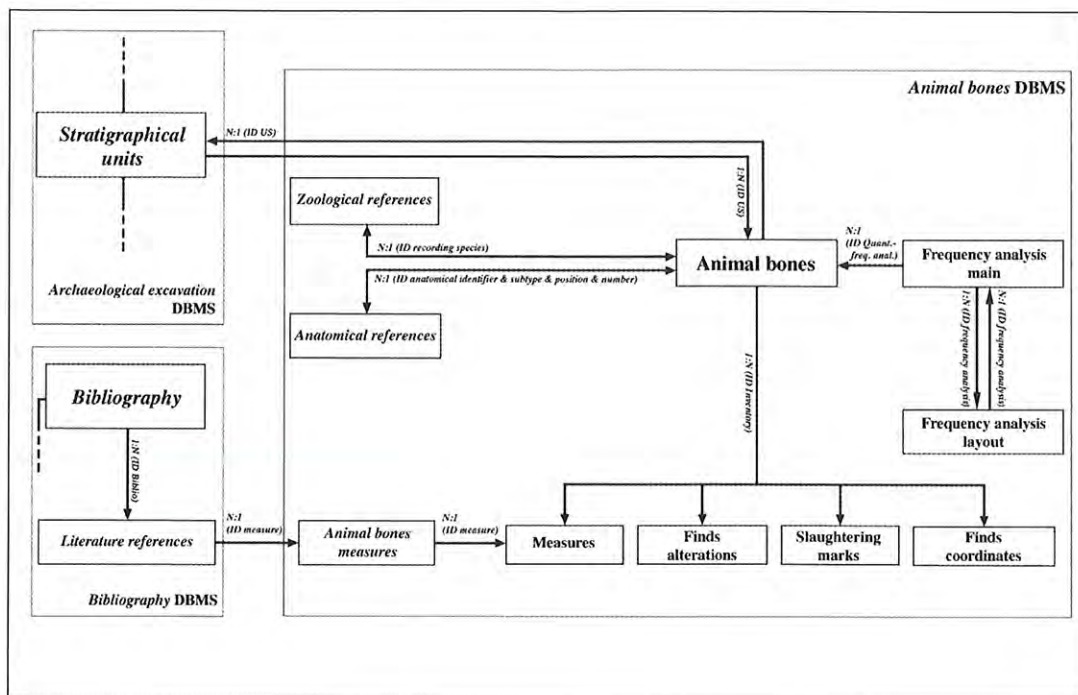 Animal bones DBMS
Stratigraphical
units
N:1 (ID US)
1:N (ID US)
Zoological references
N:1 (ID recording species)
Animal bones
N:1
(ID Quant.-
freq. anal.)
Frequency analysis
main
N:1 (ID anatomical identifier & subtype & position & number)
Anatomical references
Archaeological excavation
DBMS
1:N (ID frequency analysis)
N:1 (ID frequency analysis)
Bibliography
1:N (ID Inventory)
Frequency analysis
layout
1:N (ID Biblio)
Literature references
N:1
(ID measure)
Animal bones
measures
N:1
(ID measure)
Measures
Finds
alterations
Slaughtering
marks
Finds
coordinates
Bibliography DBMS